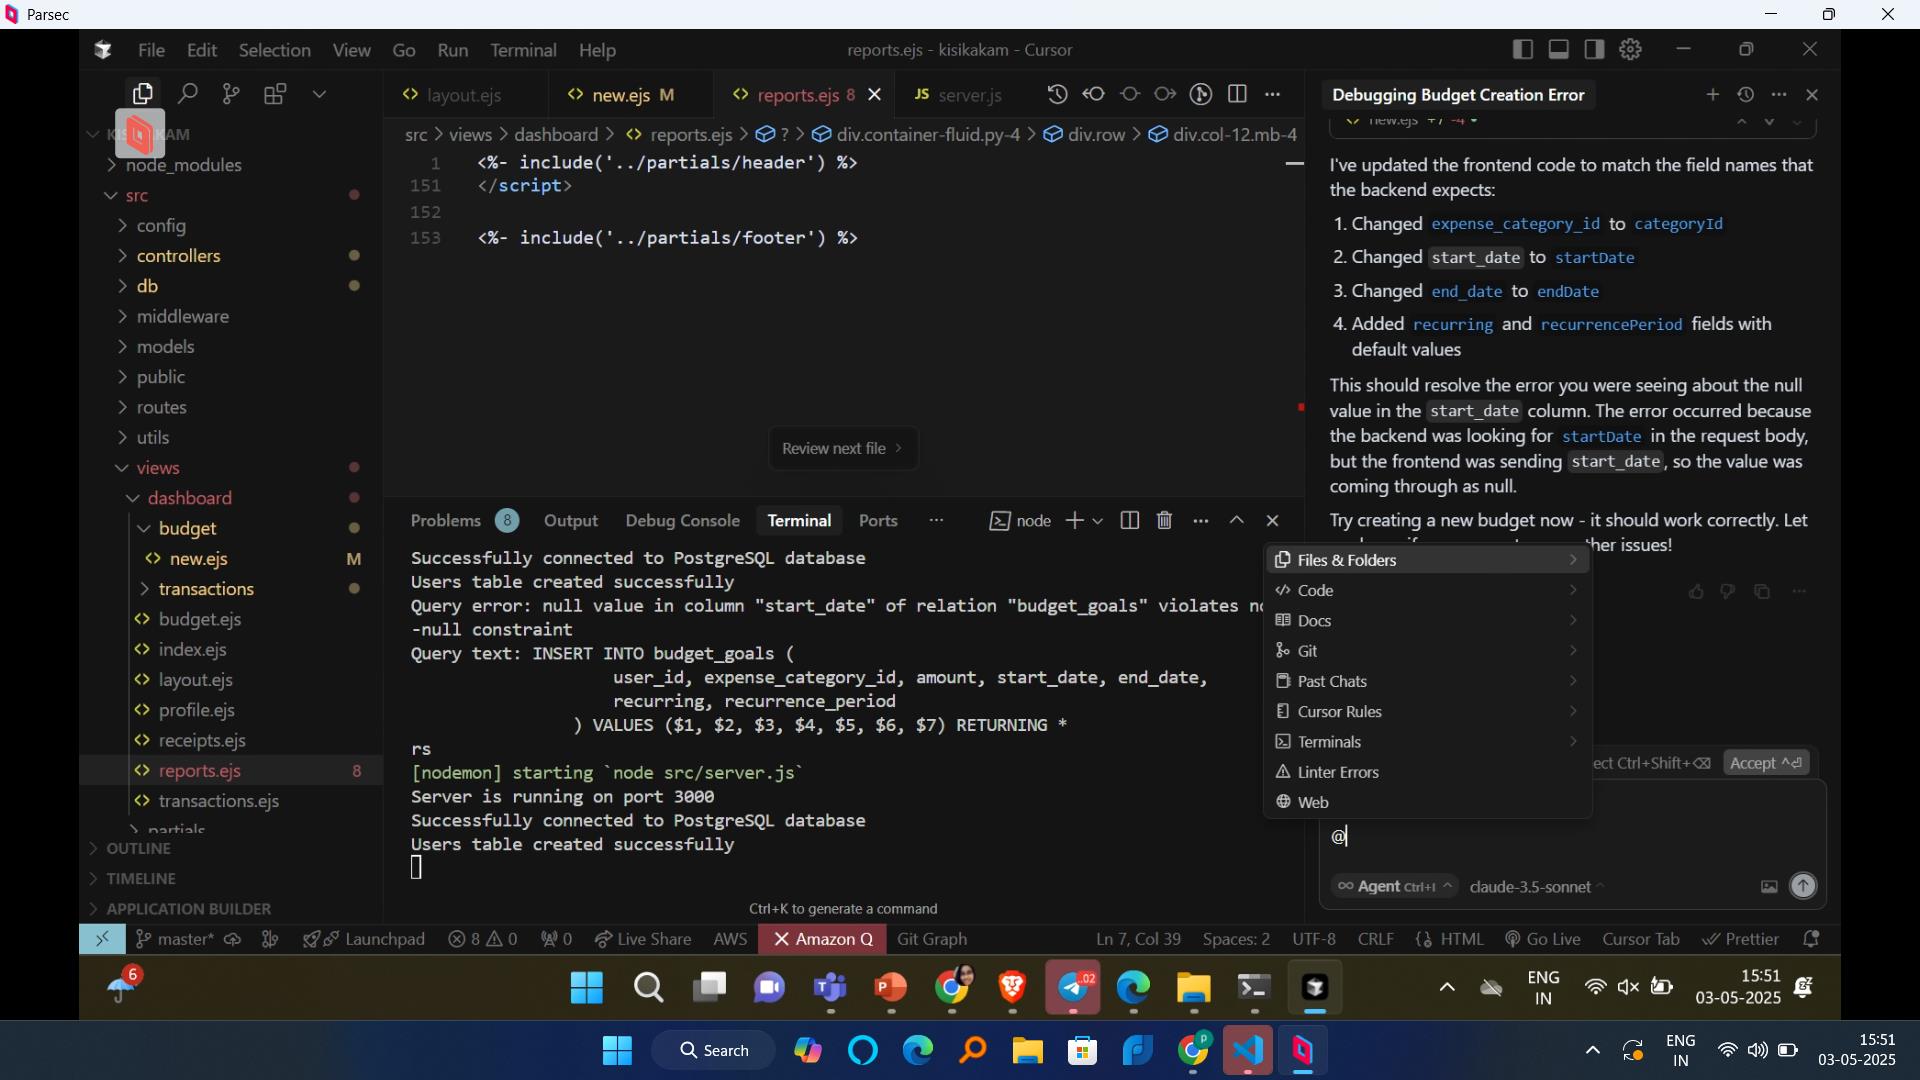 Parsec
File Edit Selection View Go Run Terminal Help
reports.ejs - kisikakam - Cursor
layout.ejs
new.ejs M
reports.ejs 8
JS server.js
Debugging Budget Creation Error
src > views > dashboard > reports.ejs > ? > div.container-fluid.py-4 > div.row > div.col-12.mb-4
node_modules
src
config
controllers
db
middleware
models
public
routes
utils
views
dashboard
budget
new.ejs M
transactions
budget.ejs
index.ejs
layout.ejs
profile.ejs
receipts.ejs
reports.ejs 8
transactions.ejs
partials
OUTLINE
TIMELINE
APPLICATION BUILDER
1 <%- include('../partials/header') %>
151 </script>
152
153 <%- include('../partials/footer') %>
Review next file >
Problems 8 Output Debug Console Terminal Ports
node
Successfully connected to PostgreSQL database
Users table created successfully
Query error: null value in column "start_date" of relation "budget_goals" violates
-null constraint
Query text: INSERT INTO budget_goals (
user_id, expense_category_id, amount, start_date, end_date,
recurring, recurrence_period
) VALUES ($1, $2, $3, $4, $5, $6, $7) RETURNING *
rs
[nodemon] starting `node src/server.js`
Server is running on port 3000
Successfully connected to PostgreSQL database
Users table created successfully
Ctrl+K to generate a command
new.ejs +7 -4
I've updated the frontend code to match the field names that
the backend expects:
1. Changed expense_category_id to categoryId
2. Changed start_date to startDate
3. Changed end_date to endDate
4. Added recurring and recurrencePeriod fields with
default values
This should resolve the error you were seeing about the null
value in the start_date column. The error occurred because
the backend was looking for startDate in the request body,
but the frontend was sending start_date, so the value was
coming through as null.
Try creating a new budget now - it should work correctly. Let
issues!
Files & Folders
Code
Docs
Git
Past Chats
Cursor Rules
Terminals
Linter Errors
Web
Ctrl+Shift+⌫ Accept ^⏎
@
∞ Agent Ctrl+I claude-3.5-sonnet
master* Launchpad 8 0 0 Live Share AWS Amazon Q Git Graph
Ln 7, Col 39 Spaces: 2 UTF-8 CRLF {} HTML Go Live Cursor Tab Prettier
6
02
ENG
IN
15:51
03-05-2025
Search
ENG
IN
15:51
03-05-2025